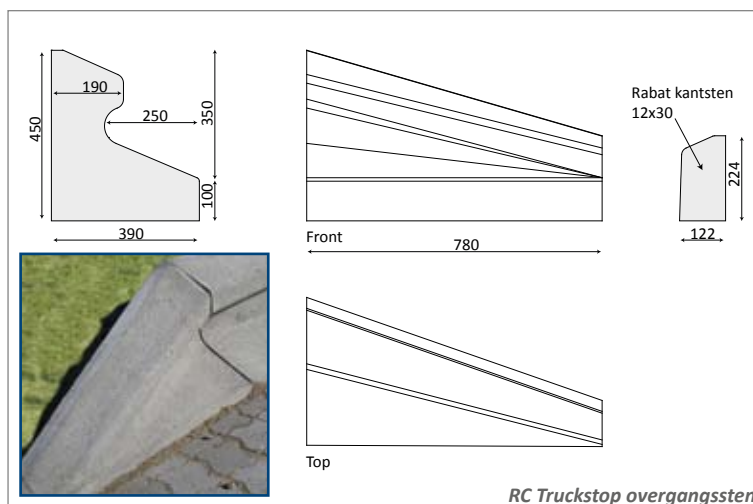 190
250
450
350
100
390
Front
780
Rabat kantsten
12x30
224
122
Top
RC Truckstop overgangssten